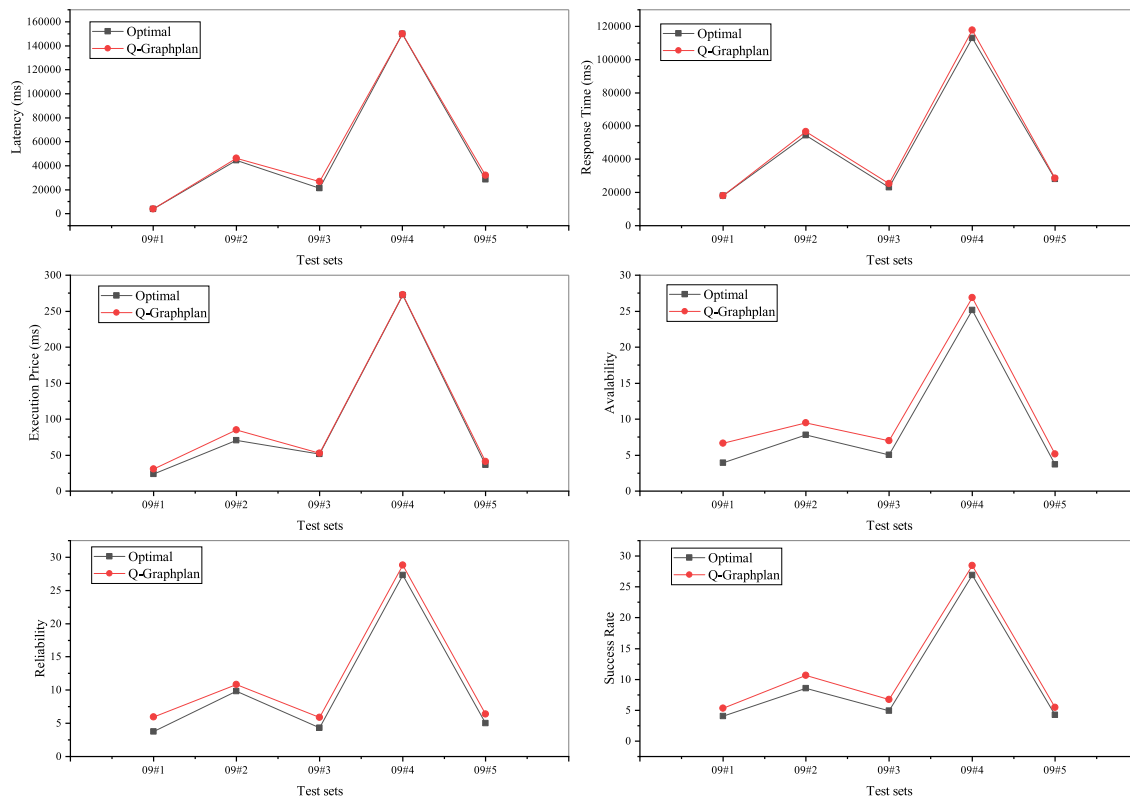 Optimal
Q-Graphplan
Latency (ms)
160000
140000
120000
100000
80000
60000
40000
20000
0
09#1 09#2 09#3 09#4 09#5
Test sets
Optimal
Q-Graphplan
Response Time (ms)
120000
100000
80000
60000
40000
20000
0
09#1 09#2 09#3 09#4 09#5
Test sets
Optimal
Q-Graphplan
Execution Price (ms)
300
250
200
150
100
50
0
09#1 09#2 09#3 09#4 09#5
Test sets
Optimal
Q-Graphplan
Avalability
30
25
20
15
10
5
0
09#1 09#2 09#3 09#4 09#5
Test sets
Optimal
Q-Graphplan
Reliability
30
25
20
15
10
5
0
09#1 09#2 09#3 09#4 09#5
Test sets
Optimal
Q-Graphplan
Success Rate
30
25
20
15
10
5
0
09#1 09#2 09#3 09#4 09#5
Test sets